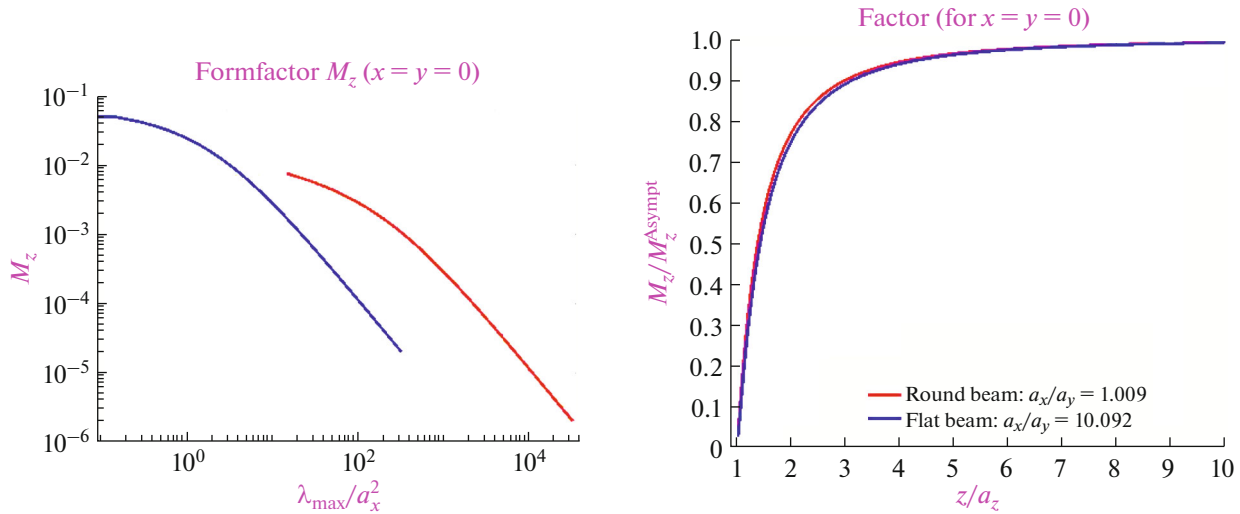 Formfactor M_z (x = y = 0)
10^−1
10^−2
10^−3
10^−4
10^−5
10^−6
M_z
10^0
10^2
10^4
λ_max/a_x^2
Factor (for x = y = 0)
1.0
0.9
0.8
0.7
0.6
0.5
0.4
0.3
0.2
0.1
0
M_z/M_z^Asympt
Round beam: a_x/a_y = 1.009
Flat beam: a_x/a_y = 10.092
1 2 3 4 5 6 7 8 9 10
z/a_z